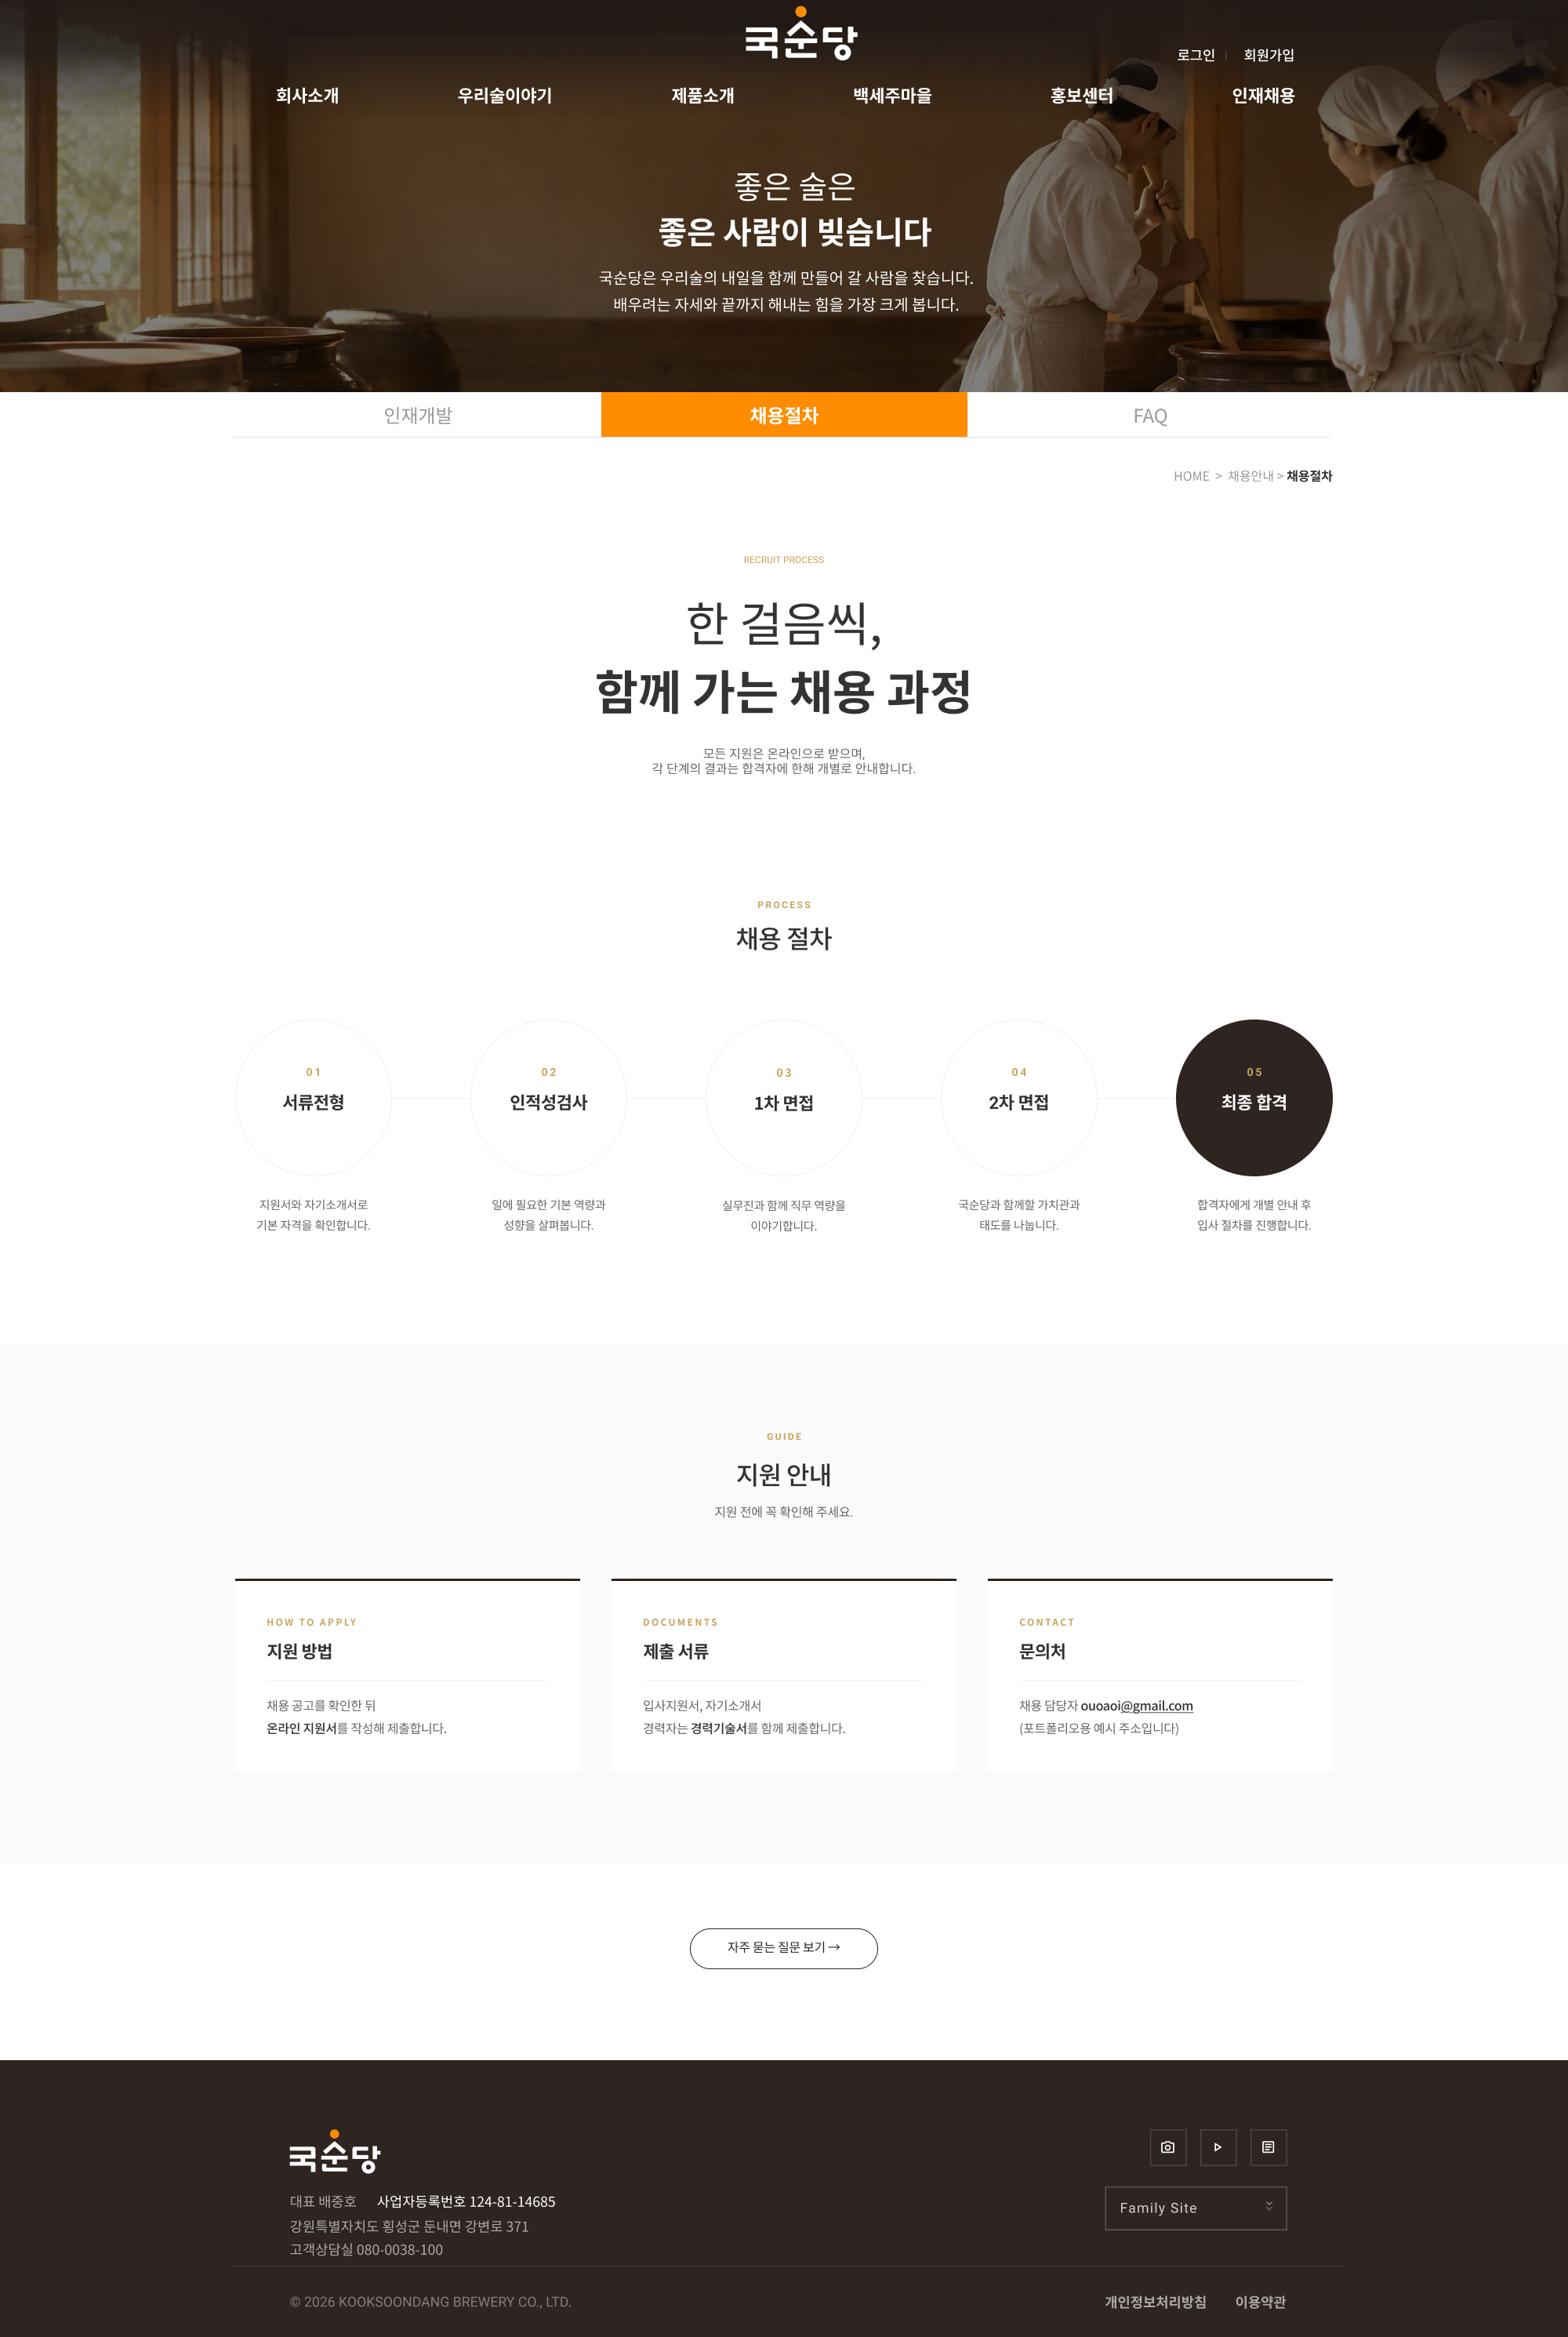 국순당
로그인 회원가입
회사소개 우리술이야기 제품소개 백세주마을 홍보센터 인재채용
좋은 술은
좋은 사람이 빚습니다
국순당은 우리술의 내일을 함께 만들어 갈 사람을 찾습니다.
배우려는 자세와 끝까지 해내는 힘을 가장 크게 봅니다.
인재개발 채용절차 FAQ
HOME > 채용안내 > 채용절차
RECRUIT PROCESS
한 걸음씩,
함께 가는 채용 과정
모든 지원은 온라인으로 받으며,
각 단계의 결과는 합격자에 한해 개별로 안내합니다.
PROCESS
채용 절차
01
서류전형
지원서와 자기소개서로
기본 자격을 확인합니다.
02
인적성검사
일에 필요한 기본 역량과
성향을 살펴봅니다.
03
1차 면접
실무진과 함께 직무 역량을
이야기합니다.
04
2차 면접
국순당과 함께할 가치관과
태도를 나눕니다.
05
최종 합격
합격자에게 개별 안내 후
입사 절차를 진행합니다.
GUIDE
지원 안내
지원 전에 꼭 확인해 주세요.
HOW TO APPLY
지원 방법
채용 공고를 확인한 뒤
온라인 지원서를 작성해 제출합니다.
DOCUMENTS
제출 서류
입사지원서, 자기소개서
경력자는 경력기술서를 함께 제출합니다.
CONTACT
문의처
채용 담당자 ouoaoi@gmail.com
(포트폴리오용 예시 주소입니다)
자주 묻는 질문 보기 →
국순당
대표 배중호 사업자등록번호 124-81-14685
강원특별자치도 횡성군 둔내면 강변로 371
고객상담실 080-0038-100
Family Site
© 2026 KOOKSOONDANG BREWERY CO., LTD.
개인정보처리방침 이용약관